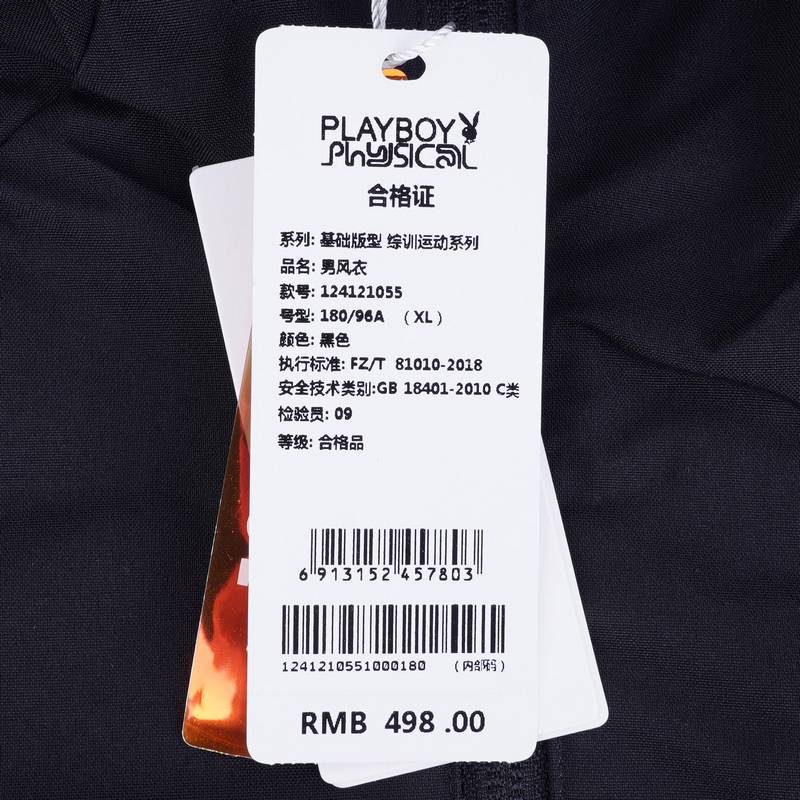 PLAYBOY
PhYSICAL
合格证
系列: 基础版型 综训运动系列
品名: 男风衣
款号: 124121055
号型: 180/96A （XL）
颜色: 黑色
执行标准: FZ/T 81010-2018
安全技术类别:GB 18401-2010 C类
检验员: 09
等级: 合格品
6 913152 457803
1241210551000180 （内部码）
RMB 498 .00